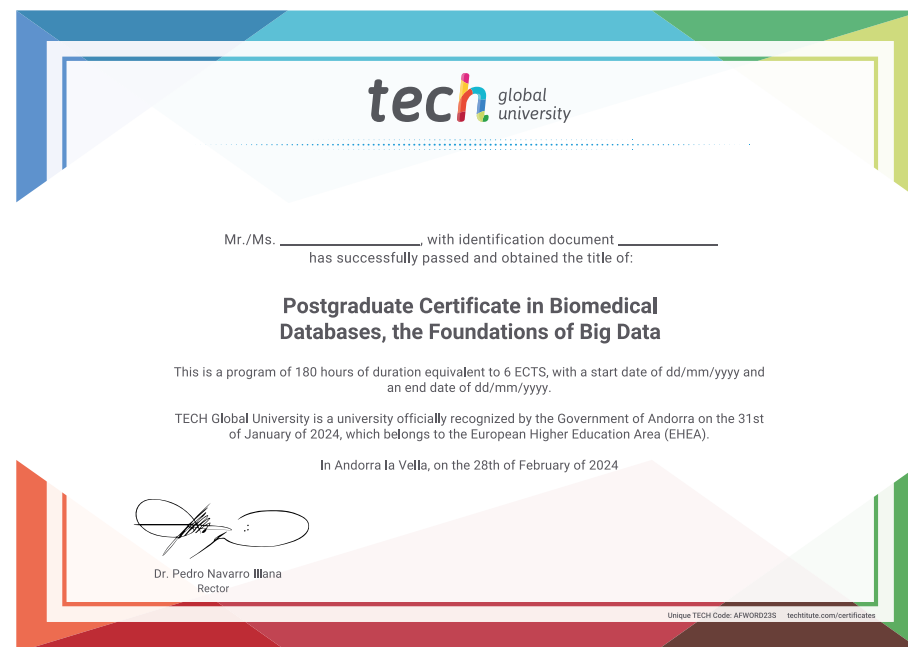 tech global university
Mr./Ms. ____________________, with identification document ______________
has successfully passed and obtained the title of:
Postgraduate Certificate in Biomedical
Databases, the Foundations of Big Data
This is a program of 180 hours of duration equivalent to 6 ECTS, with a start date of dd/mm/yyyy and
an end date of dd/mm/yyyy.
TECH Global University is a university officially recognized by the Government of Andorra on the 31st
of January of 2024, which belongs to the European Higher Education Area (EHEA).
In Andorra la Vella, on the 28th of February of 2024
Dr. Pedro Navarro Illana
Rector
Unique TECH Code: AFWORD23S techtitute.com/certificates